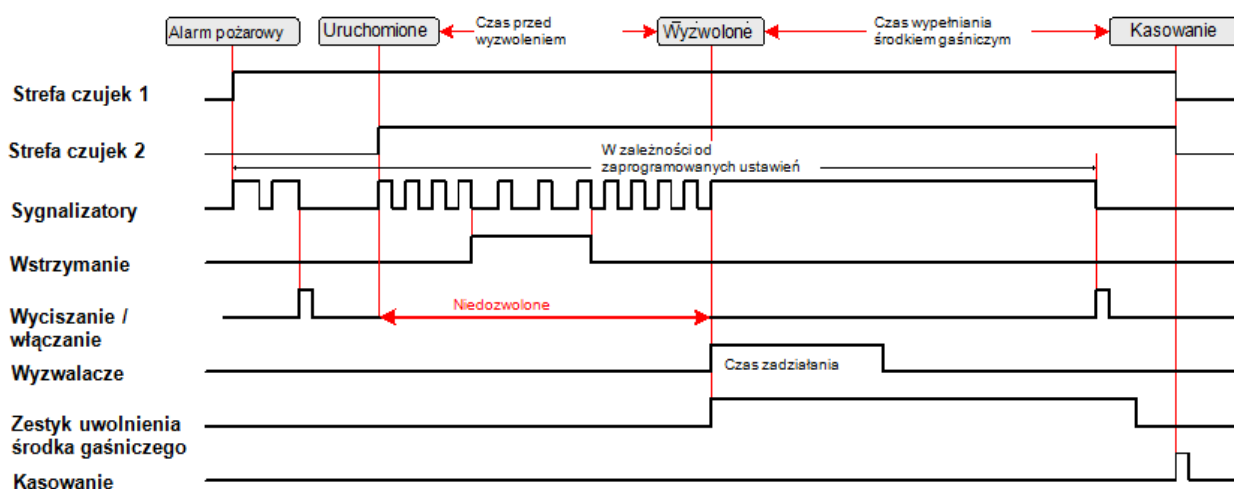 Alarm pożarowy
Uruchomione
Czas przed
wyzwoleniem
Wyzwolone
Czas wypełniania
środkiem gaśniczym
Kasowanie
Strefa czujek 1
Strefa czujek 2
W zależności od
zaprogramowanych ustawień
Sygnalizatory
Wstrzymanie
Niedozwolone
Wyciszanie /
włączanie
Wyzwalacze
Czas zadziałania
Zestyk uwolnienia
środka gaśniczego
Kasowanie